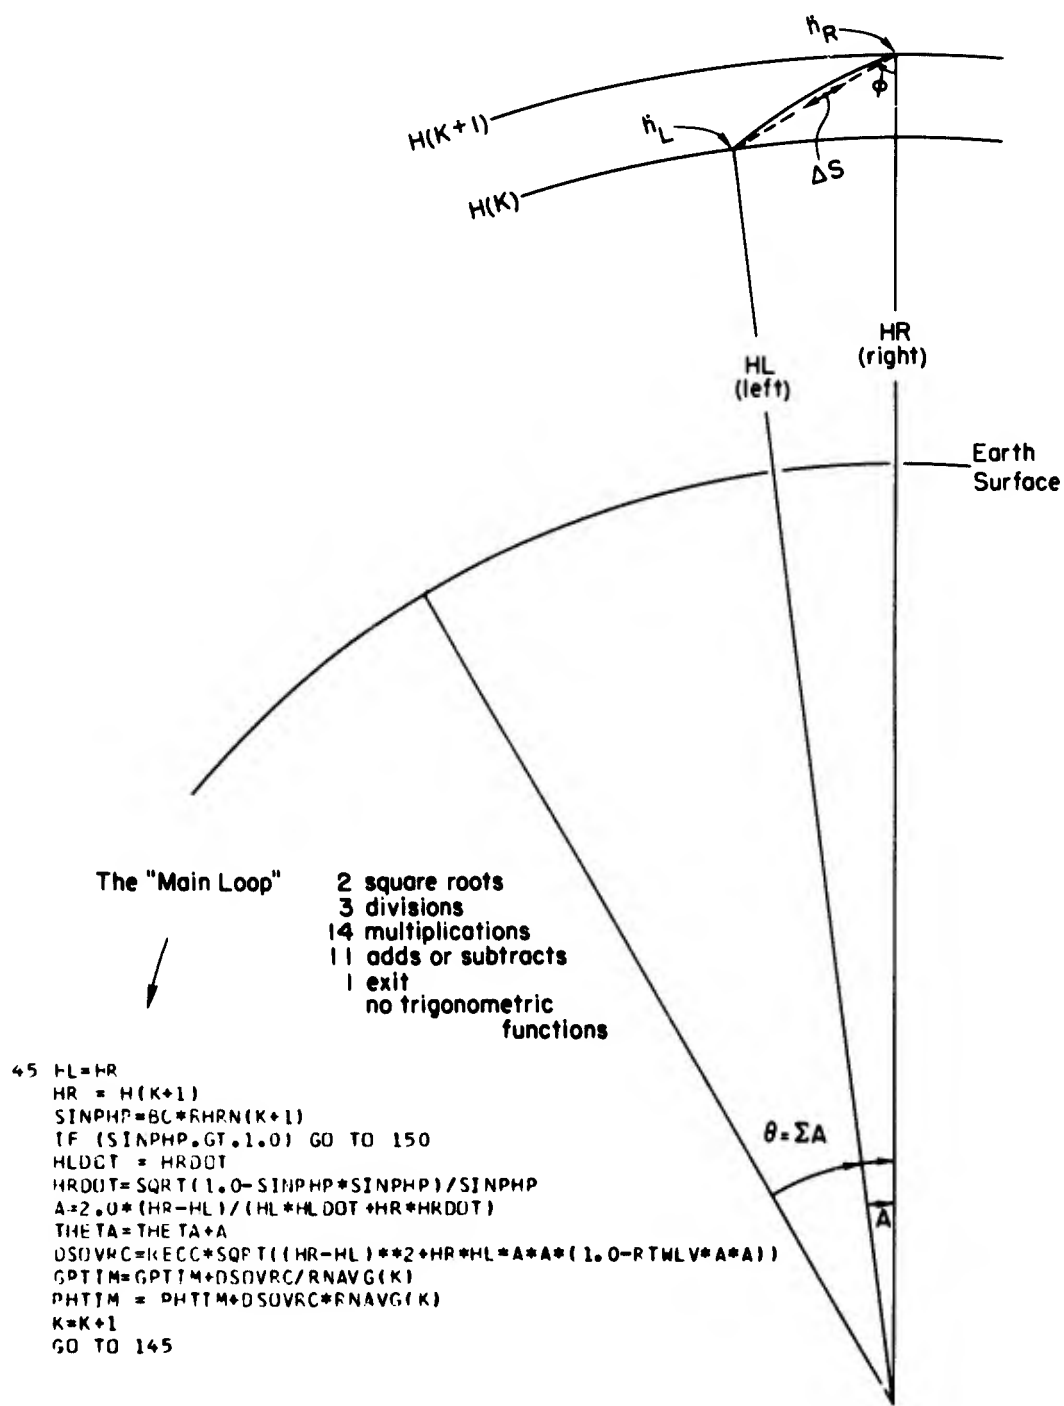 ḧR
H(K+1)
ϕ
ḧL
ΔS
H(K)
HR
(right)
HL
(left)
Earth
Surface
The "Main Loop"
2 square roots
3 divisions
14 multiplications
11 adds or subtracts
1 exit
no trigonometric
functions
45 HL=HR
HR = H(K+1)
SINPHP=BC*RHRN(K+1)
IF (SINPHP.GT.1.0) GO TO 150
HLDOT = HRDOT
HRDOT=SQRT(1.0-SINPHP*SINPHP)/SINPHP
A=2.0*(HR-HL)/(HL*HLDOT+HR*HRDOT)
THETA=THETA+A
DSOVRC=RECC*SQRT((HR-HL)**2+HR*HL*A*A*(1.0-RTWLV*A*A))
GPTIM=GPTIM+DSOVRC/RNAVG(K)
PHTIM = PHTIM+DSOVRC*RNAVG(K)
K=K+1
GO TO 145
θ=ΣA
A